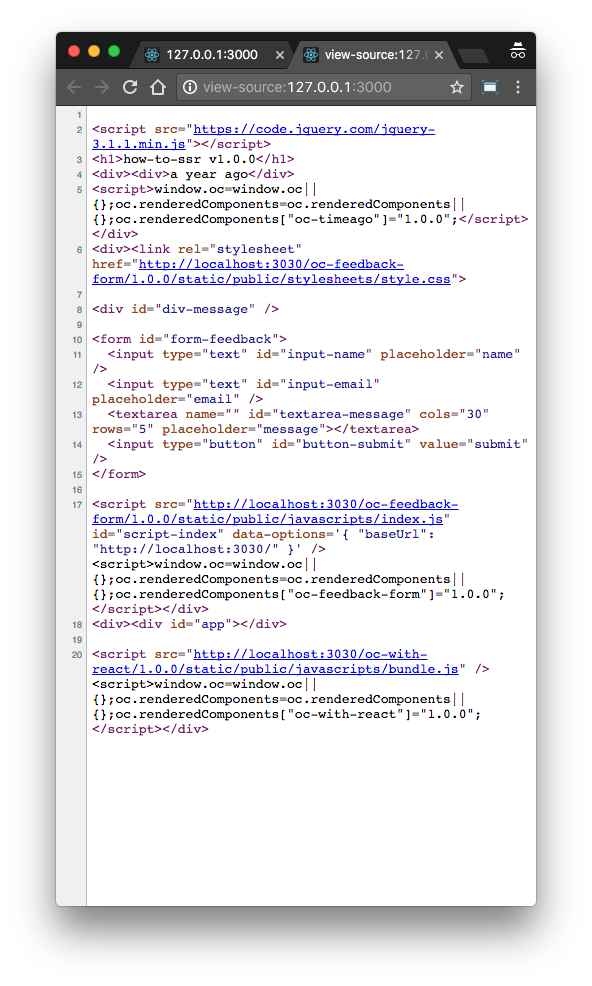 127.0.0.1:3000
view-source:127.0
view-source:127.0.0.1:3000
1
2 <script src="https://code.jquery.com/jquery-
3.1.1.min.js"></script>
3 <h1>how-to-ssr v1.0.0</h1>
4 <div><div>a year ago</div>
5 <script>window.oc=window.oc||
{};oc.renderedComponents=oc.renderedComponents||
{};oc.renderedComponents["oc-timeago"]="1.0.0";</script>
</div>
6 <div><link rel="stylesheet"
href="http://localhost:3030/oc-feedback-
form/1.0.0/static/public/stylesheets/style.css">
7
8 <div id="div-message" />
9
10 <form id="form-feedback">
11 <input type="text" id="input-name" placeholder="name"
/>
12 <input type="text" id="input-email"
placeholder="email" />
13 <textarea name="" id="textarea-message" cols="30"
rows="5" placeholder="message"></textarea>
14 <input type="button" id="button-submit" value="submit"
/>
15 </form>
16
17 <script src="http://localhost:3030/oc-feedback-
form/1.0.0/static/public/javascripts/index.js"
id="script-index" data-options='{ "baseUrl":
"http://localhost:3030/" }' />
<script>window.oc=window.oc||
{};oc.renderedComponents=oc.renderedComponents||
{};oc.renderedComponents["oc-feedback-form"]="1.0.0";
</script></div>
18 <div><div id="app"></div>
19
20 <script src="http://localhost:3030/oc-with-
react/1.0.0/static/public/javascripts/bundle.js" />
<script>window.oc=window.oc||
{};oc.renderedComponents=oc.renderedComponents||
{};oc.renderedComponents["oc-with-react"]="1.0.0";
</script></div>